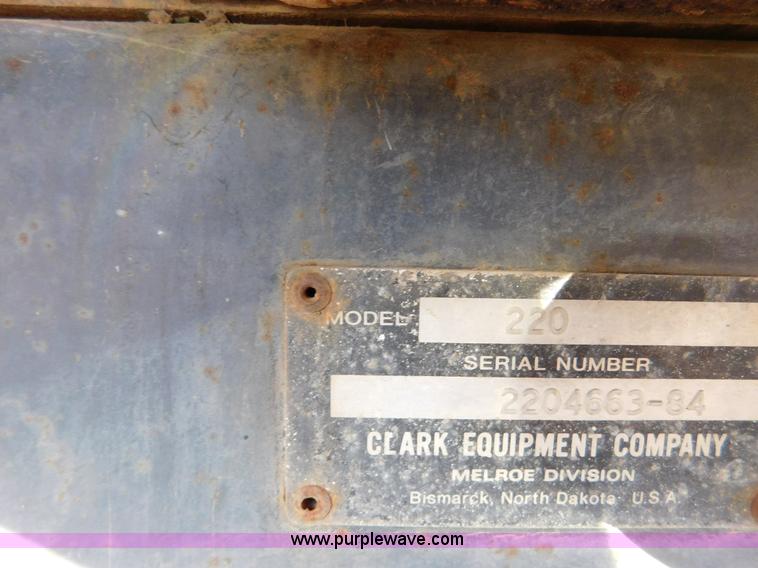 MODEL 220
SERIAL NUMBER
2204663-84
CLARK EQUIPMENT COMPANY
MELROE DIVISION
Bismarck, North Dakota U.S.A.
www.purplewave.com